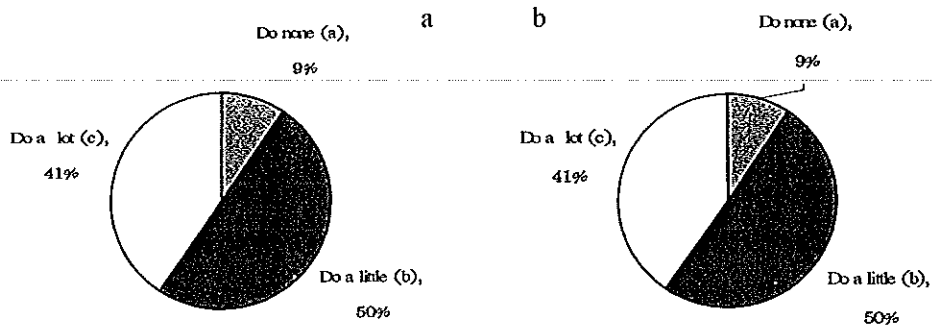 a
Do none (a),
9%
Do a lot (c),
41%
Do a little (b),
50%
b
Do none (a),
9%
Do a lot (c),
41%
Do a little (b),
50%